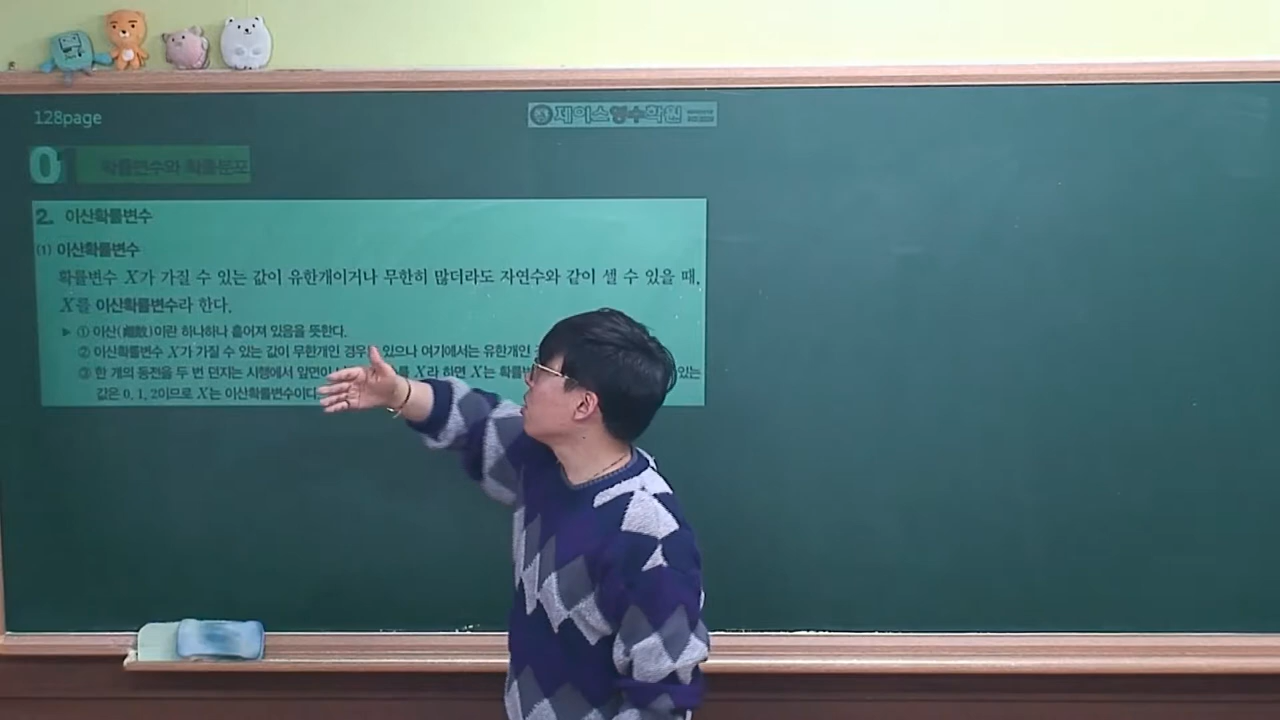 128page
제이스영수학원
01 확률변수와 확률분포
2. 이산확률변수
(1) 이산확률변수
확률변수 X가 가질 수 있는 값이 유한개이거나 무한히 많더라도 자연수와 같이 셀 수 있을 때,
X를 이산확률변수라 한다.
▶ ① 이산(離散)이란 하나하나 흩어져 있음을 뜻한다.
② 이산확률변수 X가 가질 수 있는 값이 무한개인 경우 있으나 여기에서는 유한개인
③ 한 개의 동전을 두 번 던지는 시행에서 앞면이 를 X라 하면 X는 확률 있는
값은 0, 1, 2이므로 X는 이산확률변수이다